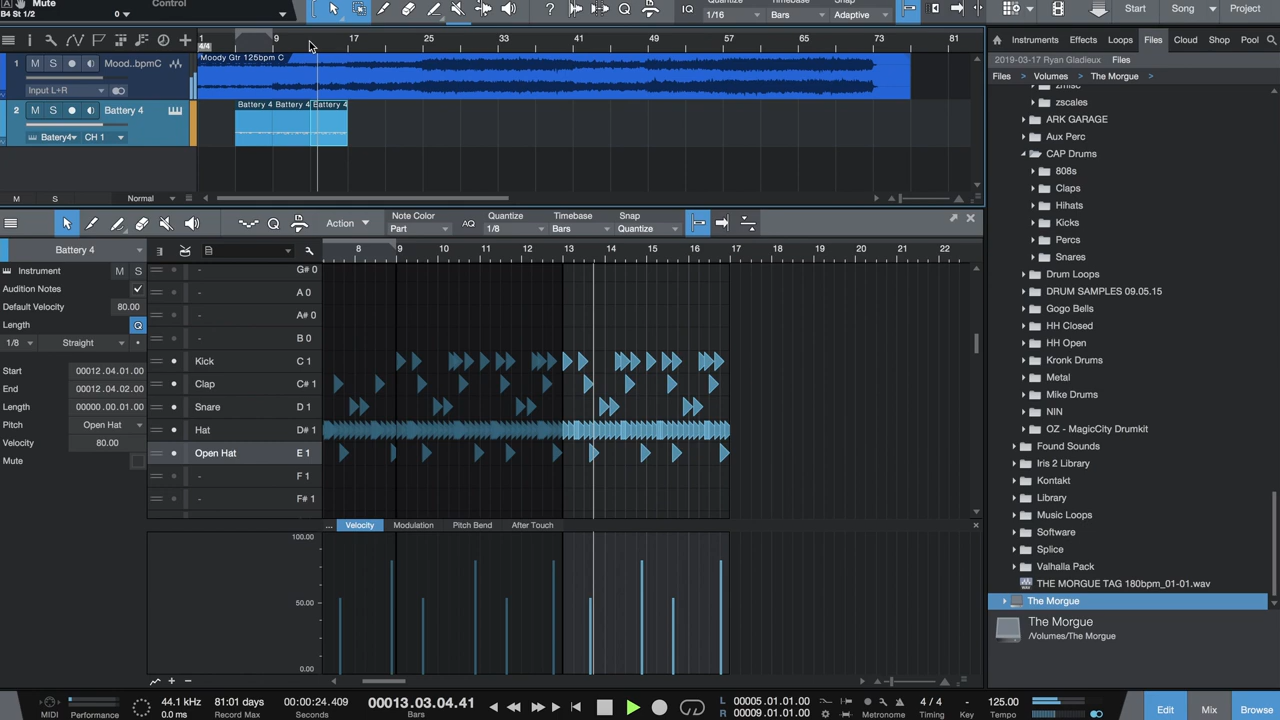 Mute
B4 St 1/2
0
Control
IQ
Quantize
1/16
Timebase
Bars
Snap
Adaptive
Start
Song
Project
1
9
17
25
33
41
49
57
65
73
81
4/4
Instruments
Effects
Loops
Files
Cloud
Shop
Pool
2019-03-17 Ryan Gladieux
Files
Files > Volumes > The Morgue >
1
M
S
Mood..bpmC
Input L+R
Moody Gtr 125bpm C
2
M
S
Battery 4
Battery4
CH 1
Battery 4
Battery 4
Battery 4
M
S
Normal
zmisc
zscales
ARK GARAGE
Aux Perc
CAP Drums
808s
Claps
Hihats
Kicks
Percs
Snares
Drum Loops
DRUM SAMPLES 09.05.15
Gogo Bells
HH Closed
HH Open
Kronk Drums
Metal
Mike Drums
NIN
OZ - MagicCity Drumkit
Found Sounds
Iris 2 Library
Kontakt
Library
Music Loops
Software
Splice
Valhalla Pack
THE MORGUE TAG 180bpm_01-01.wav
The Morgue
The Morgue
/Volumes/The Morgue
Action
Note Color
Part
AQ
Quantize
1/8
Timebase
Bars
Snap
Quantize
Battery 4
8
9
10
11
12
13
14
15
16
17
18
19
20
21
22
Instrument
M
S
Audition Notes
Default Velocity
80.00
Length
Q
1/8
Straight
Start
00012.04.01.00
End
00012.04.02.00
Length
00000.00.01.00
Pitch
Open Hat
Velocity
80.00
Mute
-
G# 0
-
A 0
-
A# 0
-
B 0
Kick
C 1
Clap
C# 1
Snare
D 1
Hat
D# 1
Open Hat
E 1
-
F 1
-
F# 1
...
Velocity
Modulation
Pitch Bend
After Touch
100.00
50.00
0.00
MIDI
Performance
44.1 kHz
0.0 ms
81:01 days
Record Max
00:00:24.409
Seconds
00013.03.04.41
Bars
L
00005.01.01.00
R
00009.01.01.00
Metronome
4 / 4
Timing
-
Key
125.00
Tempo
Edit
Mix
Browse